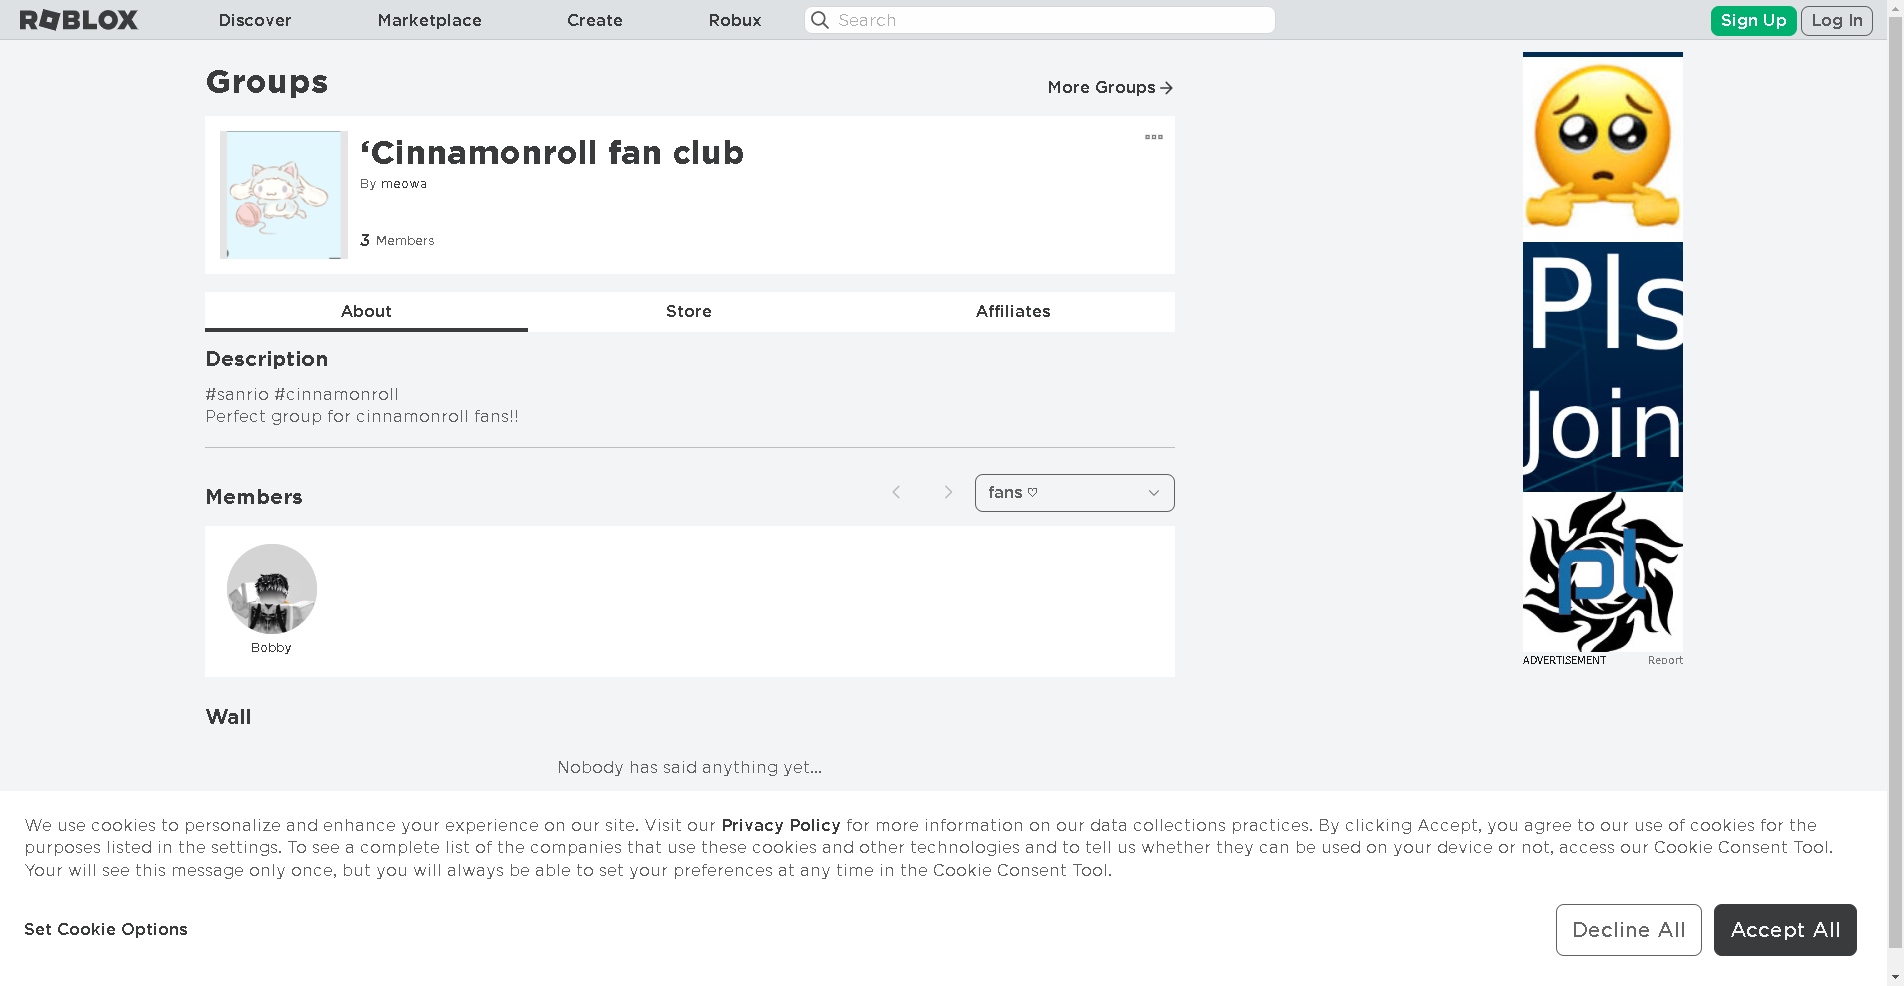 ROBLOX
Discover
Marketplace
Create
Robux
Search
Sign Up
Log In
Groups
More Groups
‘Cinnamonroll fan club
By meowa
3 Members
About
Store
Affiliates
Description
#sanrio #cinnamonroll
Perfect group for cinnamonroll fans!!
Members
fans ♡
Bobby
Wall
Nobody has said anything yet...
Pls
Join
pl
ADVERTISEMENT
Report
We use cookies to personalize and enhance your experience on our site. Visit our Privacy Policy for more information on our data collections practices. By clicking Accept, you agree to our use of cookies for the
purposes listed in the settings. To see a complete list of the companies that use these cookies and other technologies and to tell us whether they can be used on your device or not, access our Cookie Consent Tool.
Your will see this message only once, but you will always be able to set your preferences at any time in the Cookie Consent Tool.
Set Cookie Options
Decline All
Accept All